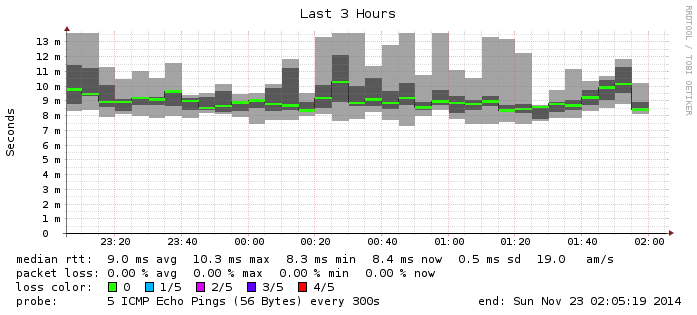 Last 3 Hours
RRDTOOL / TOBI OETIKER
Seconds
13 m
12 m
11 m
10 m
9 m
8 m
7 m
6 m
5 m
4 m
3 m
2 m
1 m
0
23:20 23:40 00:00 00:20 00:40 01:00 01:20 01:40 02:00
median rtt: 9.0 ms avg 10.3 ms max 8.3 ms min 8.4 ms now 0.5 ms sd 19.0 am/s
packet loss: 0.00 % avg 0.00 % max 0.00 % min 0.00 % now
loss color: 0 1/5 2/5 3/5 4/5
probe: 5 ICMP Echo Pings (56 Bytes) every 300s end: Sun Nov 23 02:05:19 2014